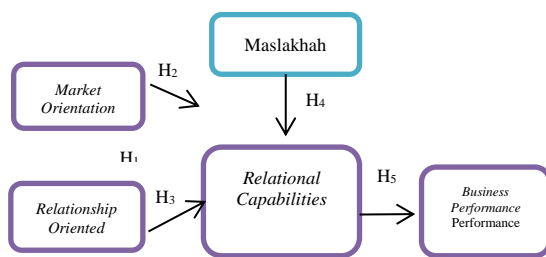 Maslakhah
H2
Market
Orientation
H4
H1
Relational
Capabilities
H5
H3
Relationship
Oriented
Business
Performance
Performance